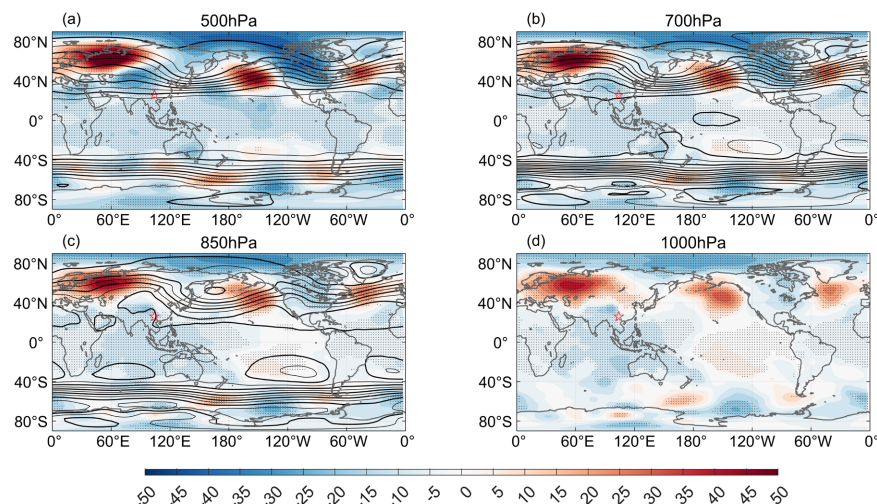 (a) 500hPa
80°N
40°N
0°
40°S
80°S
0° 60°E 120°E 180° 120°W 60°W 0°
(b) 700hPa
80°N
40°N
0°
40°S
80°S
0° 60°E 120°E 180° 120°W 60°W 0°
(c) 850hPa
80°N
40°N
0°
40°S
80°S
0° 60°E 120°E 180° 120°W 60°W 0°
(d) 1000hPa
80°N
40°N
0°
40°S
80°S
0° 60°E 120°E 180° 120°W 60°W 0°
-50 -45 -40 -35 -30 -25 -20 -15 -10 -5 0 5 10 15 20 25 30 35 40 45 50